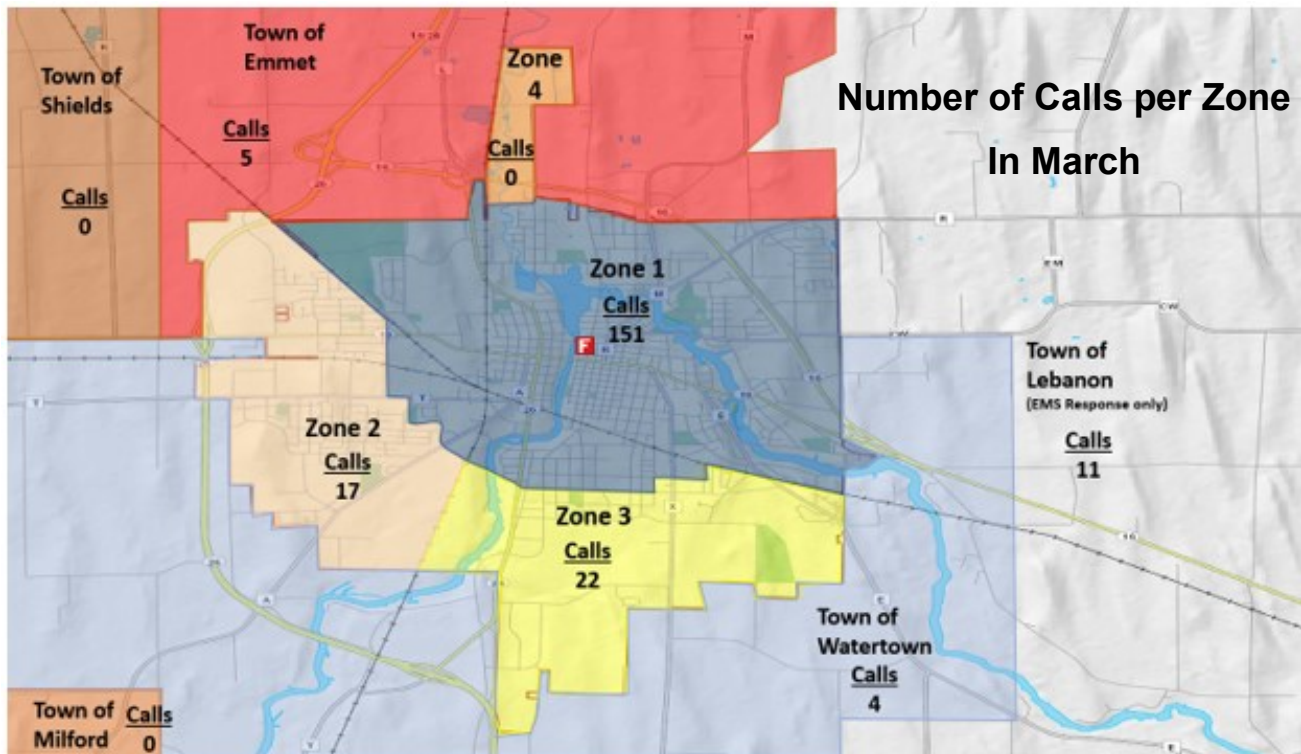 Number of Calls per Zone
In March
Town of
Shields
Calls
0
Town of
Emmet
Calls
5
Zone
4
Calls
0
Zone 1
Calls
151
F
Zone 2
Calls
17
Zone 3
Calls
22
Town of
Lebanon
(EMS Response only)
Calls
11
Town of
Watertown
Calls
4
Town of
Milford
Calls
0